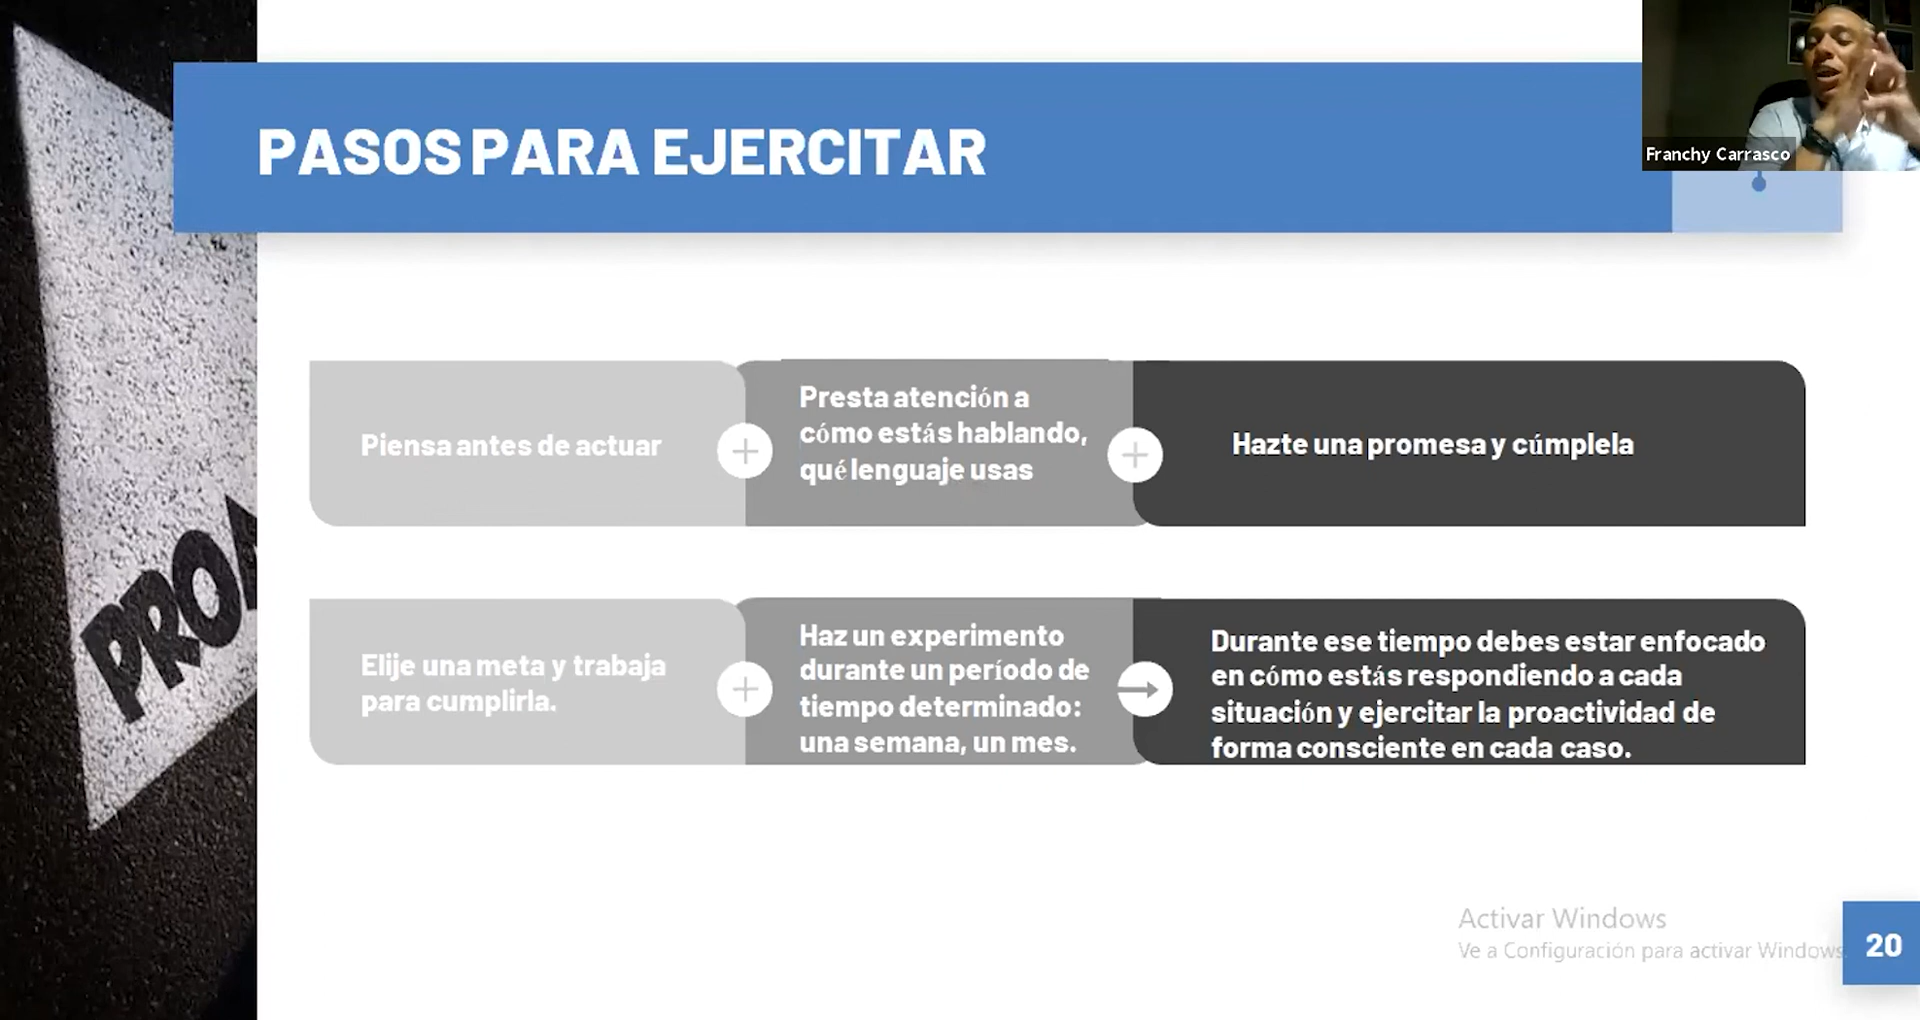 PASOS PARA EJERCITAR
Franchy Carrasco
Piensa antes de actuar
Presta atención a
cómo estás hablando,
qué lenguaje usas
Hazte una promesa y cúmplela
Elije una meta y trabaja
para cumplirla.
Haz un experimento
durante un período de
tiempo determinado:
una semana, un mes.
Durante ese tiempo debes estar enfocado
en cómo estás respondiendo a cada
situación y ejercitar la proactividad de
forma consciente en cada caso.
PROA
Activar Windows
Ve a Configuración para activar Windows
20